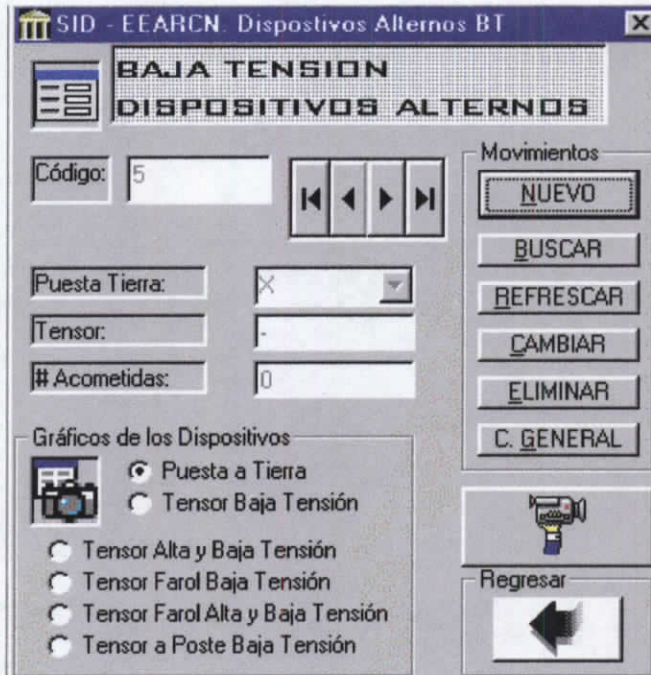 SID - EEARCN: Dispostivos Alternos BT
BAJA TENSION
DISPOSITIVOS ALTERNOS
Código: 5
Puesta Tierra: X
Tensor: -
# Acometidas: 0
Movimientos
NUEVO
BUSCAR
REFRESCAR
CAMBIAR
ELIMINAR
C. GENERAL
Gráficos de los Dispositivos
Puesta a Tierra
Tensor Baja Tensión
Tensor Alta y Baja Tensión
Tensor Farol Baja Tensión
Tensor Farol Alta y Baja Tensión
Tensor a Poste Baja Tensión
Regresar